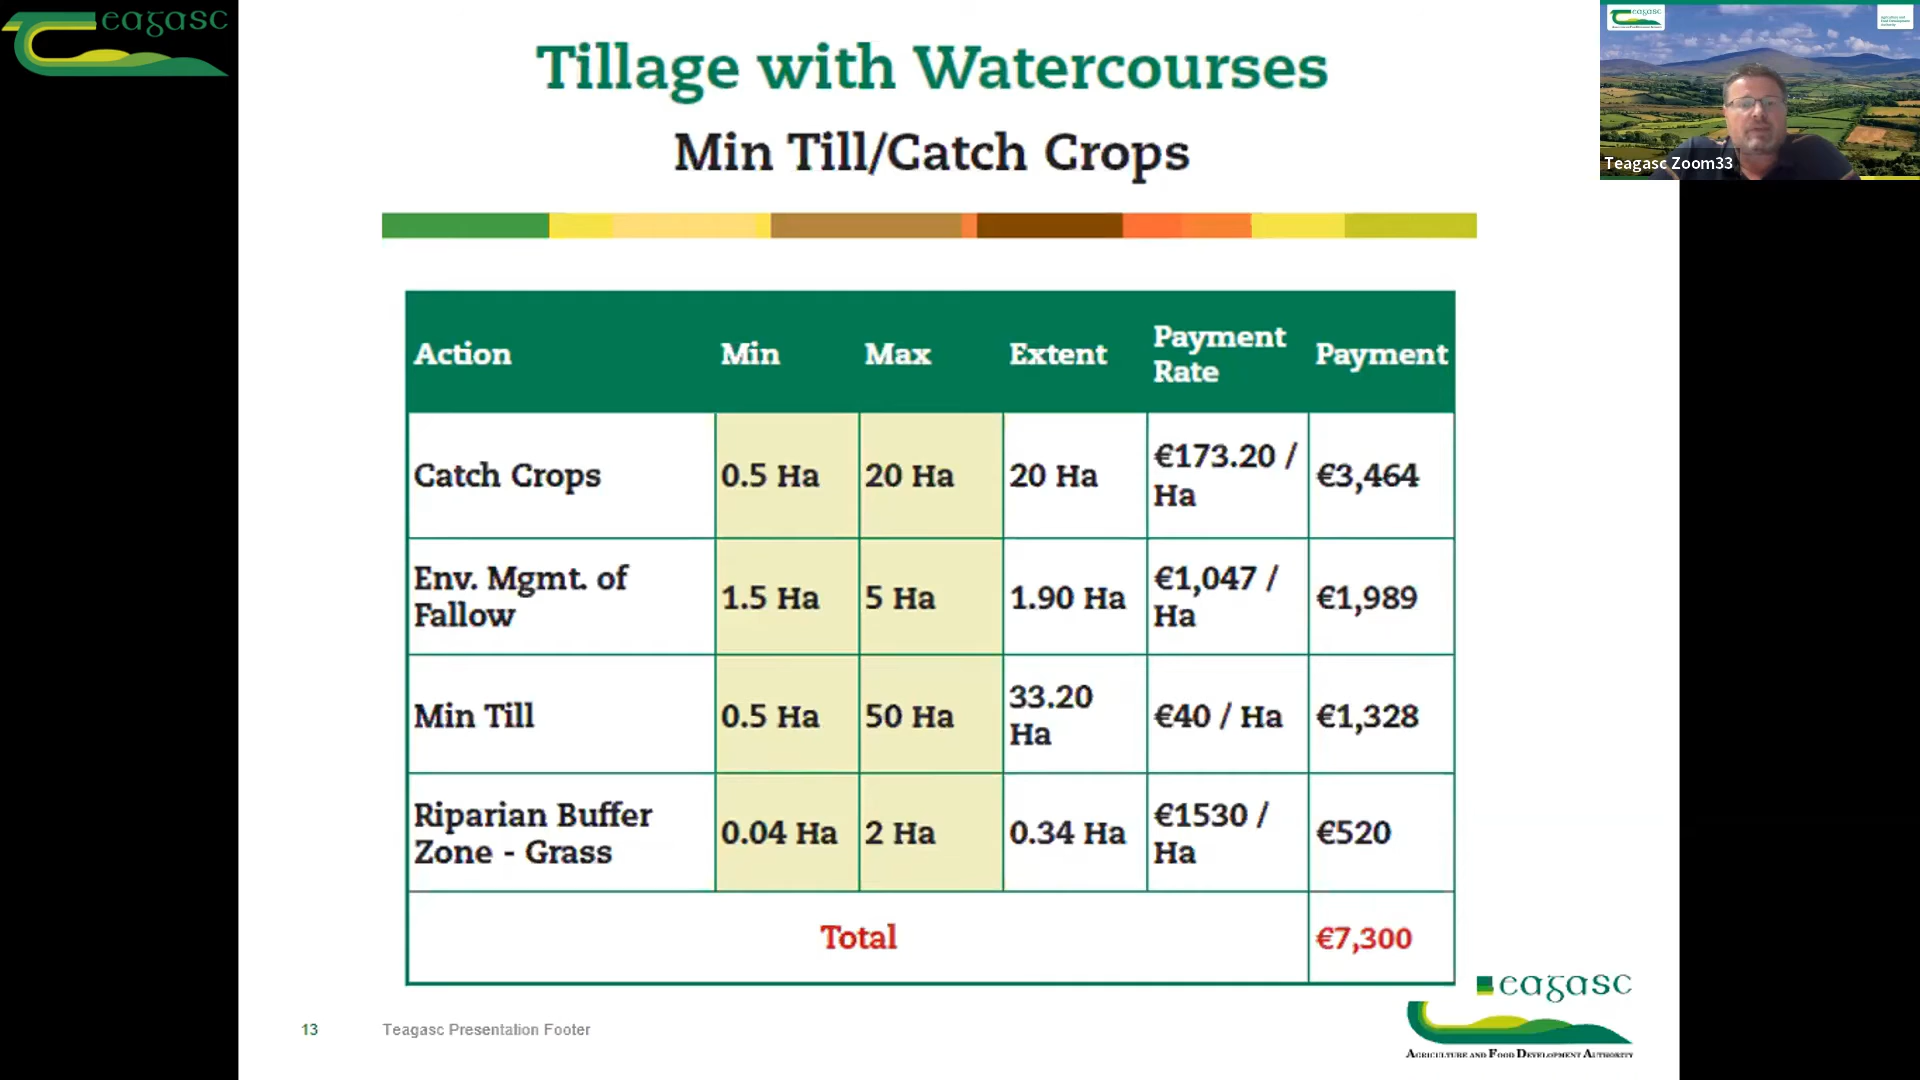 eagasc
Tillage with Watercourses
Min Till/Catch Crops
eagasc
Teagasc Zoom33
Action Min Max Extent Payment Rate Payment
Catch Crops 0.5 Ha 20 Ha 20 Ha €173.20 / Ha €3,464
Env. Mgmt. of Fallow 1.5 Ha 5 Ha 1.90 Ha €1,047 / Ha €1,989
Min Till 0.5 Ha 50 Ha 33.20 Ha €40 / Ha €1,328
Riparian Buffer Zone - Grass 0.04 Ha 2 Ha 0.34 Ha €1530 / Ha €520
Total €7,300
13 Teagasc Presentation Footer
eagasc
AGRICULTURE AND FOOD DEVELOPMENT AUTHORITY